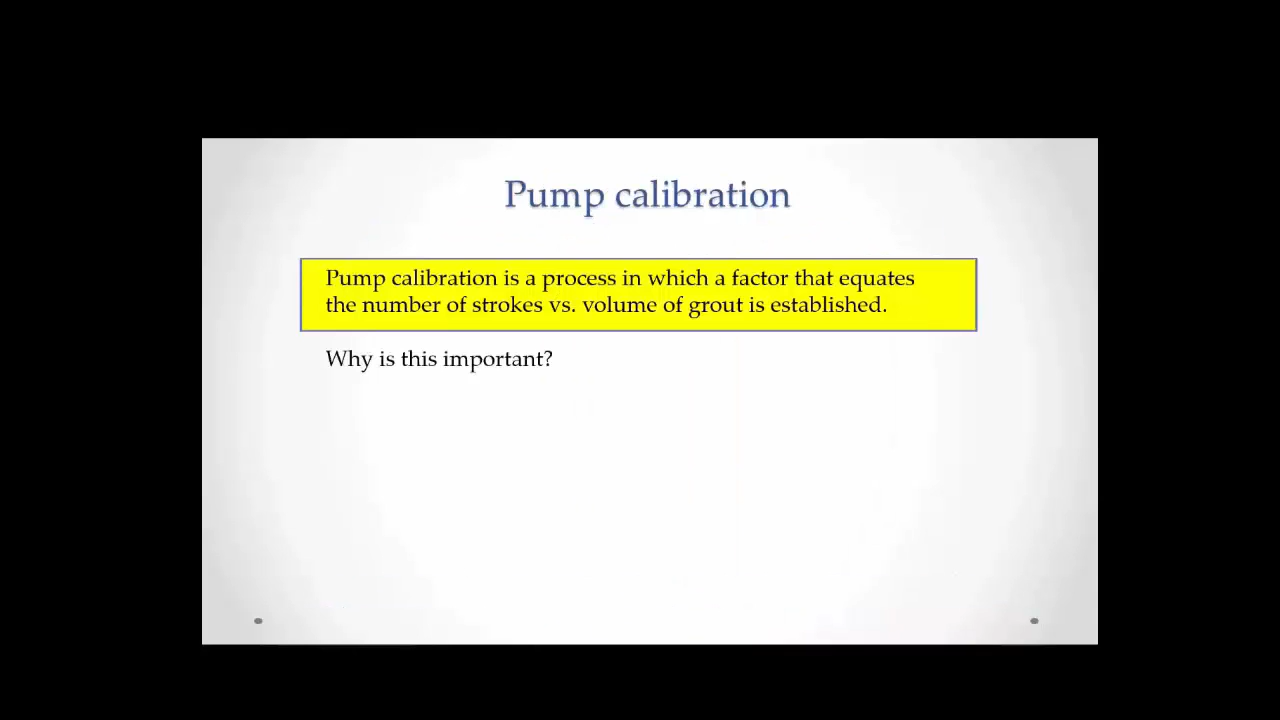 Pump calibration
Pump calibration is a process in which a factor that equates
the number of strokes vs. volume of grout is established.
Why is this important?